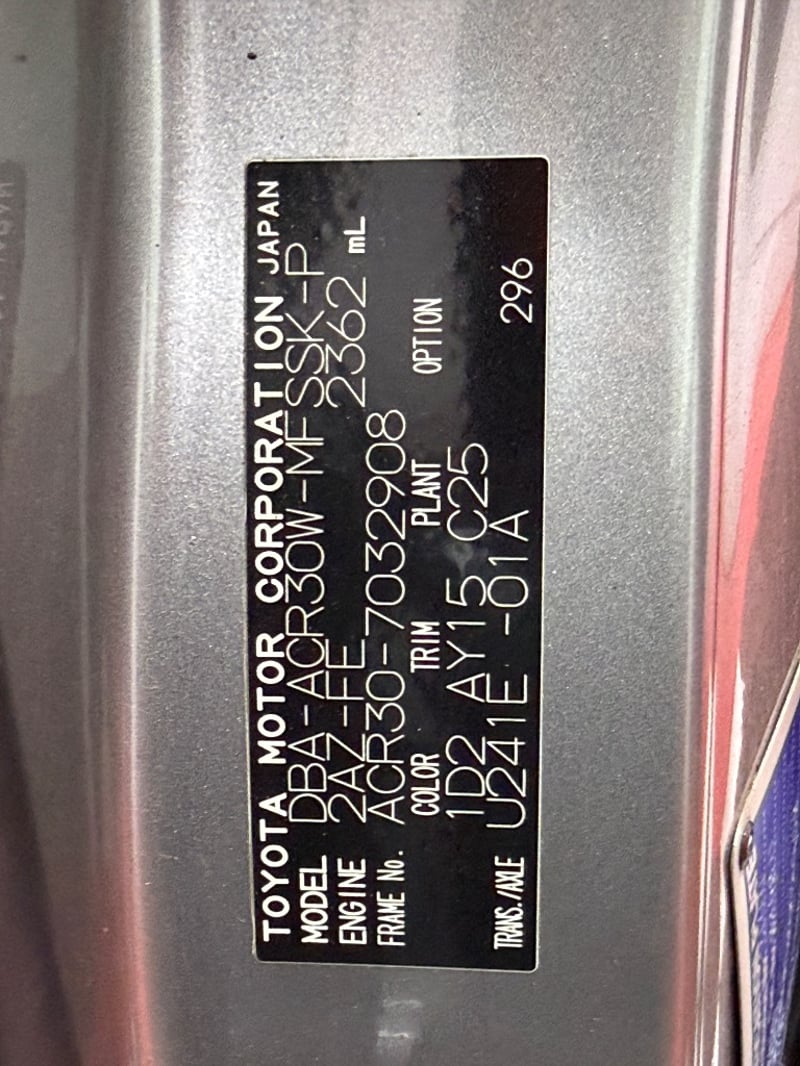 TOYOTA MOTOR CORPORATION JAPAN
MODEL DBA-ACR30W-MFSSK-P
ENGINE 2AZ-FE 2362 mL
FRAME No. ACR30-7032908
COLOR TRIM PLANT OPTION
1D2 AY15 C25
TRANS./AXLE U241E -01A 296